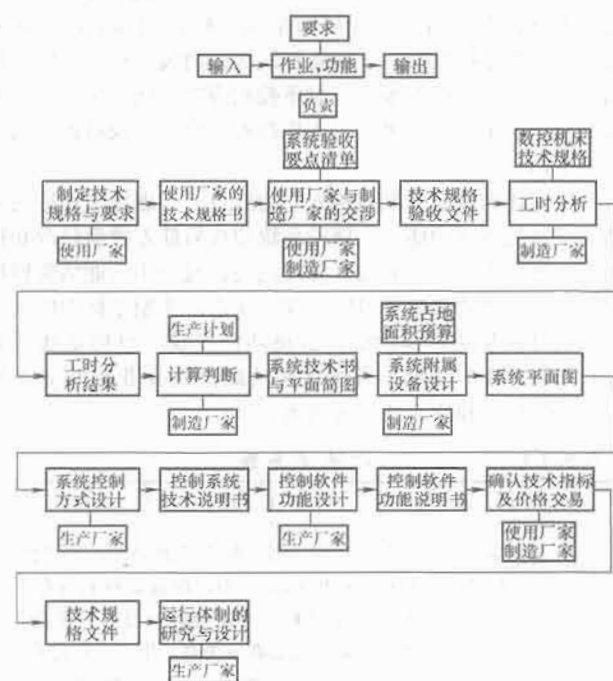 要求
输入
作业,功能
输出
负责
系统验收
要点清单
数控机床
技术规格
制定技术
规格与要求
使用厂家的
技术规格书
使用厂家与制
造厂家的交涉
技术规格
验收文件
工时分析
使用厂家
使用厂家
制造厂家
制造厂家
生产计划
系统占地
面积预算
工时分
析结果
计算判断
系统技术书
与平面简图
系统附属
设备设计
系统平面图
制造厂家
制造厂家
系统控制
方式设计
控制系统
技术说明书
控制软件
功能设计
控制软件
功能说明书
确认技术指标
及价格交易
生产厂家
生产厂家
使用厂家
制造厂家
技术规
格文件
运行体制的
研究与设计
生产厂家